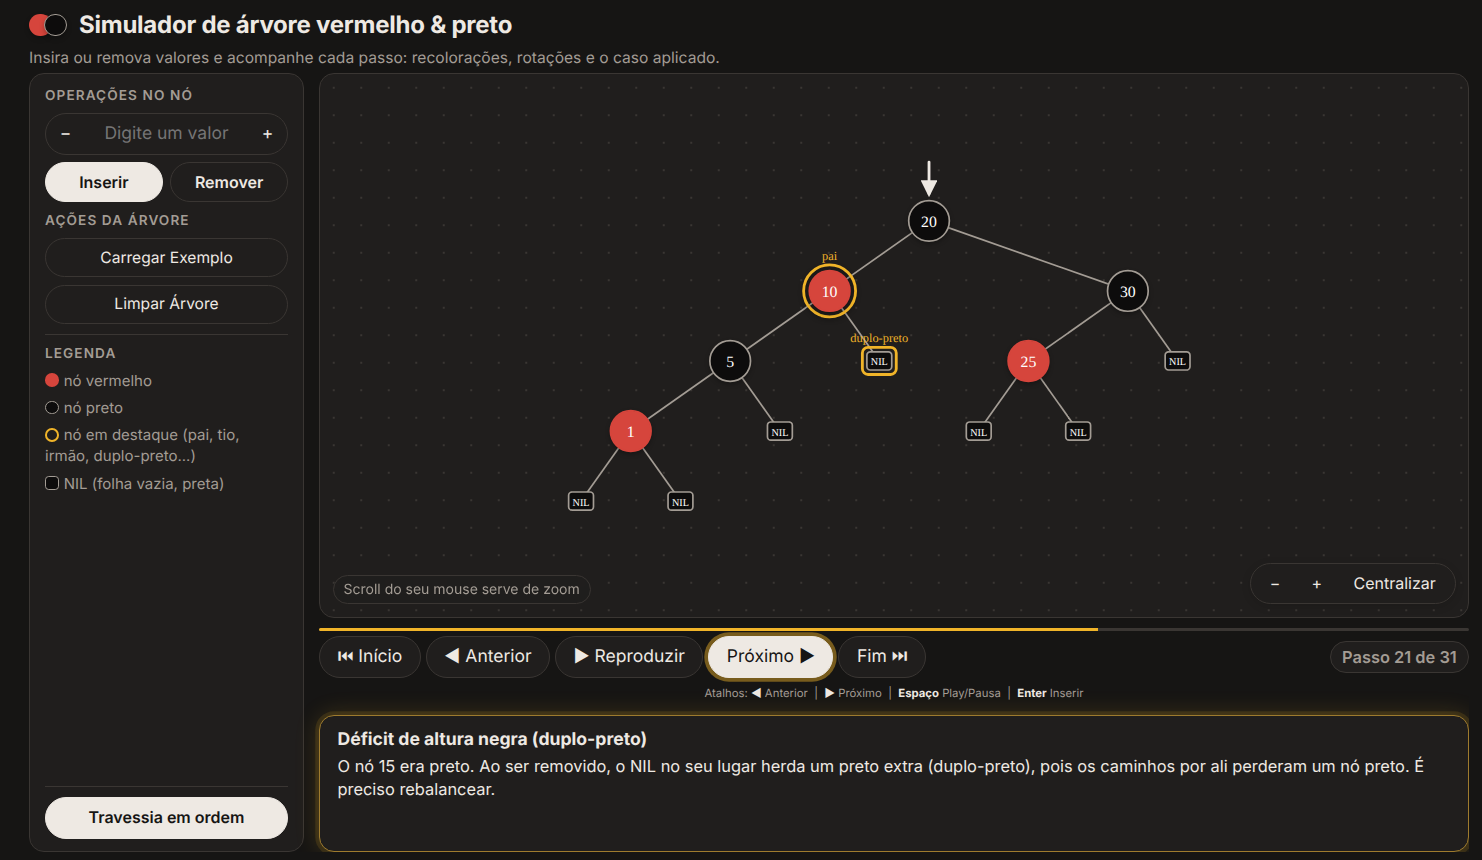 Simulador de árvore vermelho & preto
Insira ou remova valores e acompanhe cada passo: recolorações, rotações e o caso aplicado.
OPERAÇÕES NO NÓ
− Digite um valor +
Inserir Remover
AÇÕES DA ÁRVORE
Carregar Exemplo
Limpar Árvore
LEGENDA
nó vermelho
nó preto
nó em destaque (pai, tio,
irmão, duplo-preto...)
NIL (folha vazia, preta)
Travessia em ordem
20
pai
10
30
duplo-preto
5
NIL
25
NIL
1
NIL
NIL
NIL
NIL
NIL
Scroll do seu mouse serve de zoom
− + Centralizar
⏮ Início ◀ Anterior ▶ Reproduzir Próximo ▶ Fim ⏭ Passo 21 de 31
Atalhos: ◀ Anterior | ▶ Próximo | Espaço Play/Pausa | Enter Inserir
Déficit de altura negra (duplo-preto)
O nó 15 era preto. Ao ser removido, o NIL no seu lugar herda um preto extra (duplo-preto), pois os caminhos por ali perderam um nó preto. É
preciso rebalancear.